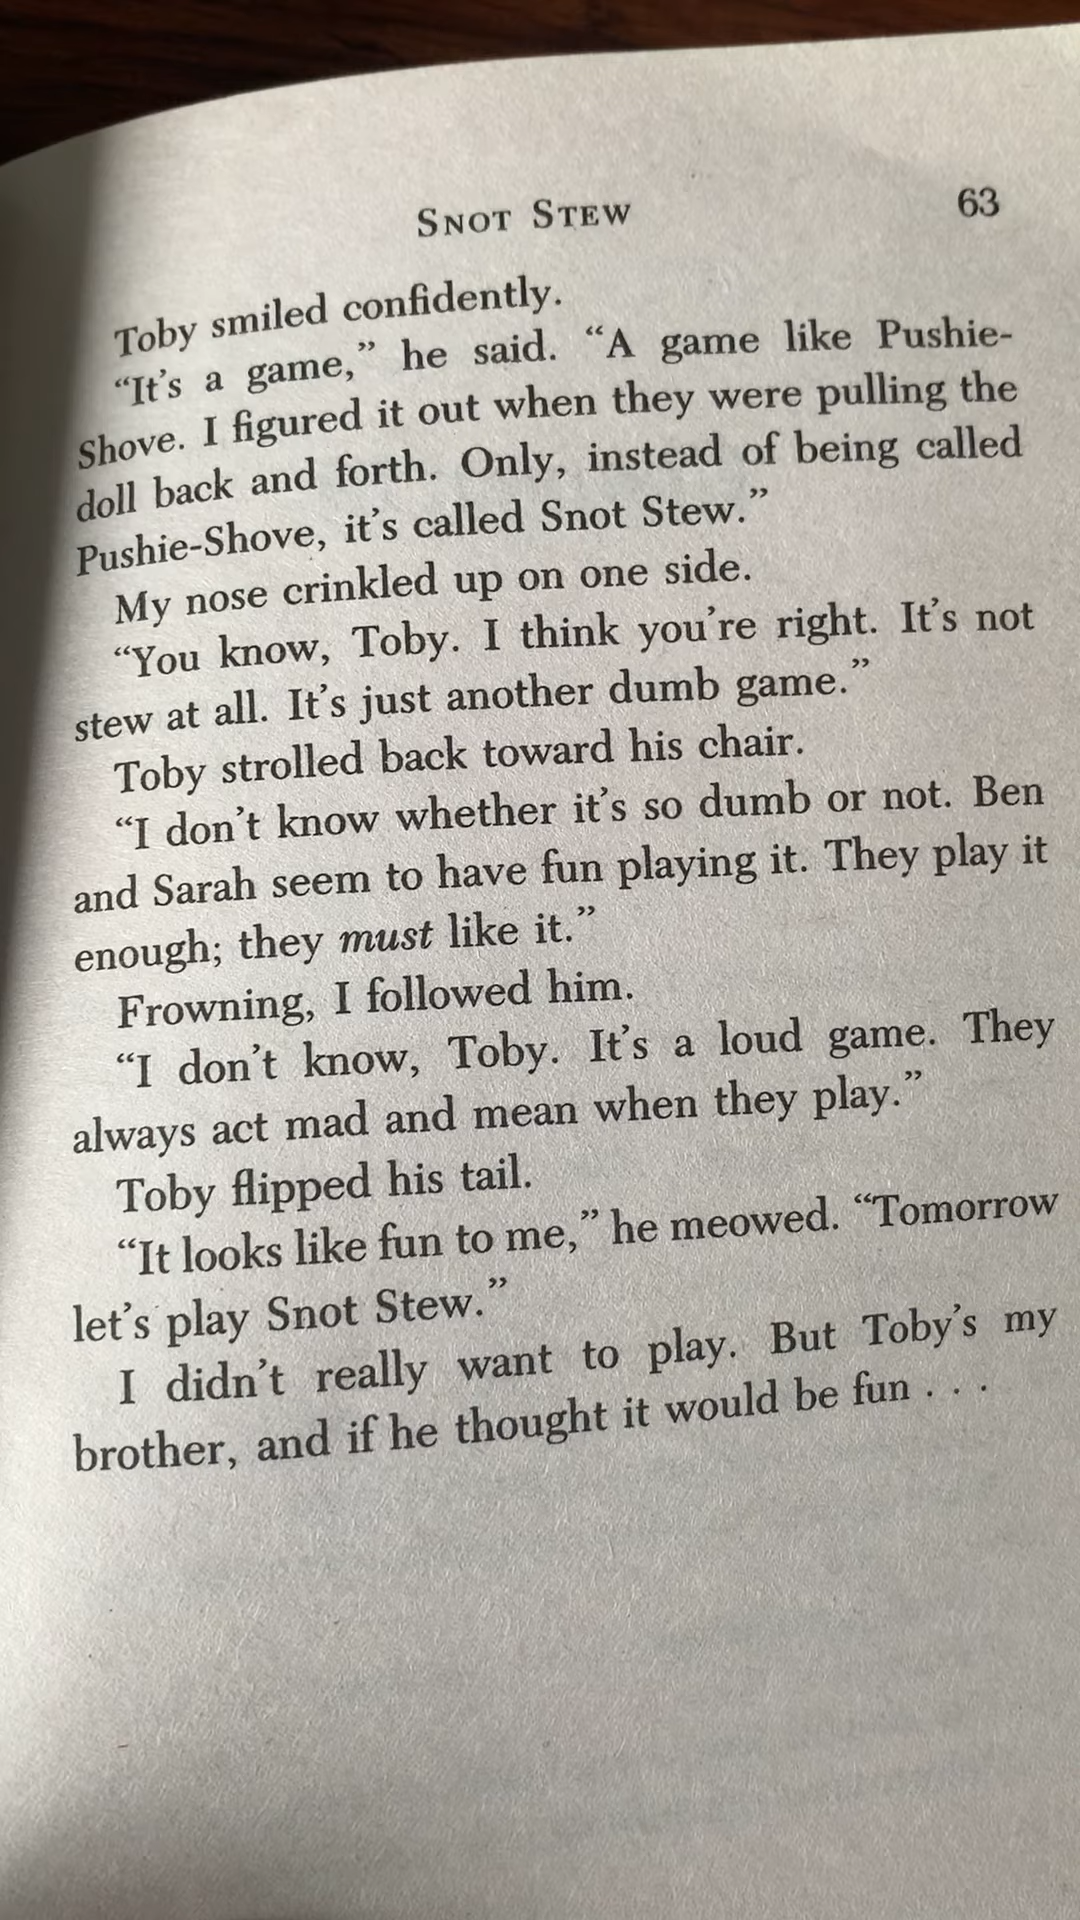 SNOT STEW 63
Toby smiled confidently.
“It’s a game,” he said. “A game like Pushie-
Shove. I figured it out when they were pulling the
doll back and forth. Only, instead of being called
Pushie-Shove, it’s called Snot Stew.”
My nose crinkled up on one side.
“You know, Toby. I think you’re right. It’s not
stew at all. It’s just another dumb game.”
Toby strolled back toward his chair.
“I don’t know whether it’s so dumb or not. Ben
and Sarah seem to have fun playing it. They play it
enough; they must like it.”
Frowning, I followed him.
“I don’t know, Toby. It’s a loud game. They
always act mad and mean when they play.”
Toby flipped his tail.
“It looks like fun to me,” he meowed. “Tomorrow
let’s play Snot Stew.”
I didn’t really want to play. But Toby’s my
brother, and if he thought it would be fun . . .